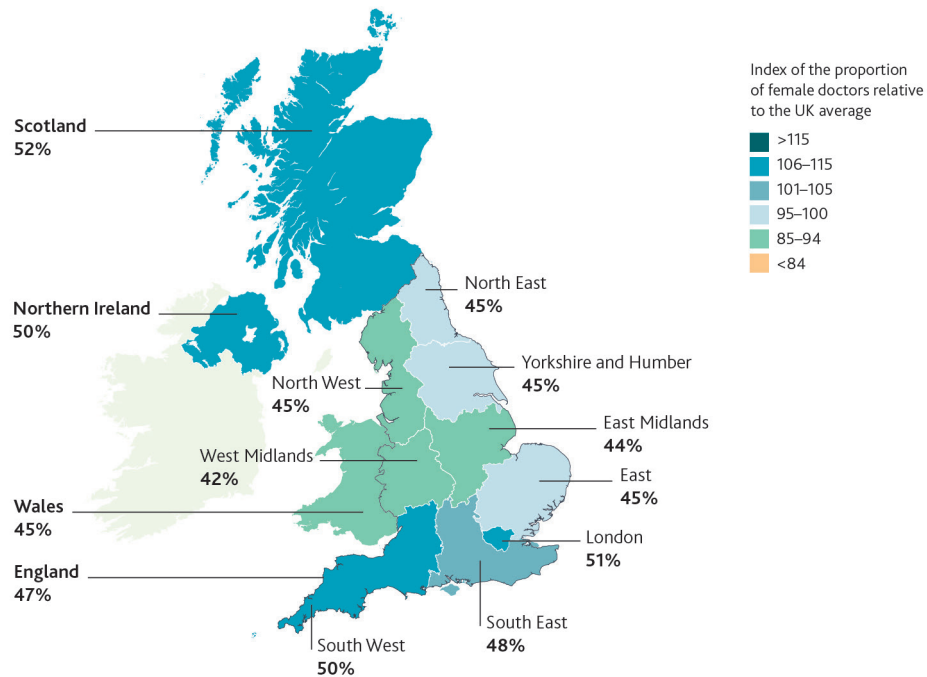 Index of the proportion
of female doctors relative
to the UK average
>115
106–115
101–105
95–100
85–94
<84
Scotland
52%
North East
45%
Northern Ireland
50%
Yorkshire and Humber
45%
North West
45%
East Midlands
44%
West Midlands
42%
East
45%
Wales
45%
London
51%
England
47%
South East
48%
South West
50%